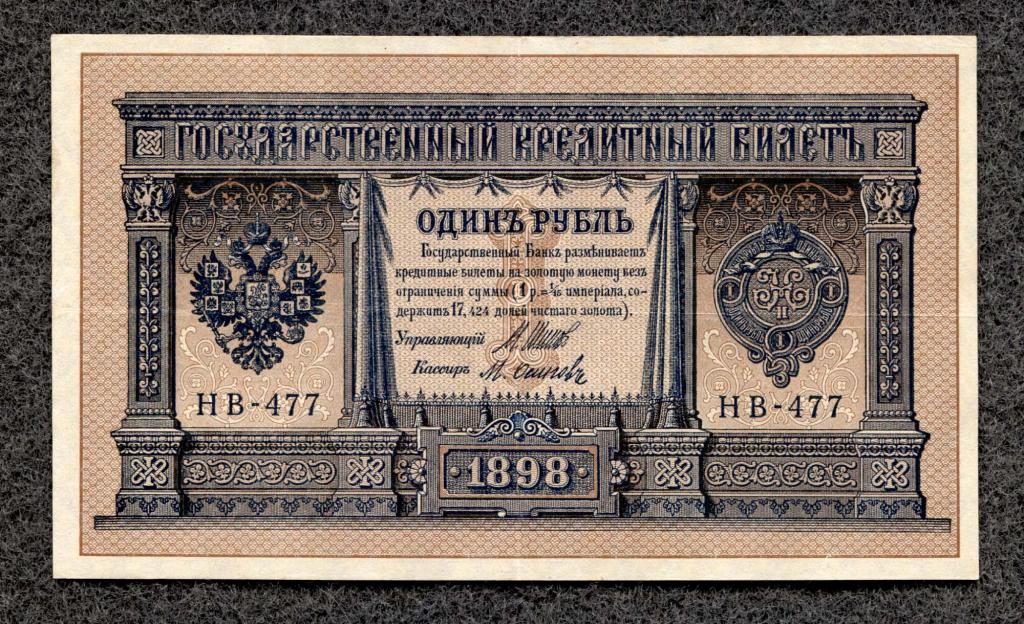 ГОСУДАРСТВЕННЫЙ КРЕДИТНЫЙ БИЛЕТЪ
ОДИНЪ РУБЛЬ
Государственный Банкъ размѣниваетъ
кредитные билеты на золотую монету безъ
ограниченія суммы (1 р.=1/15 имперіала, со-
держитъ 17,424 долей чистаго золота).
Управляющій
Кассиръ М. Осиповъ
НВ-477
НВ-477
1898